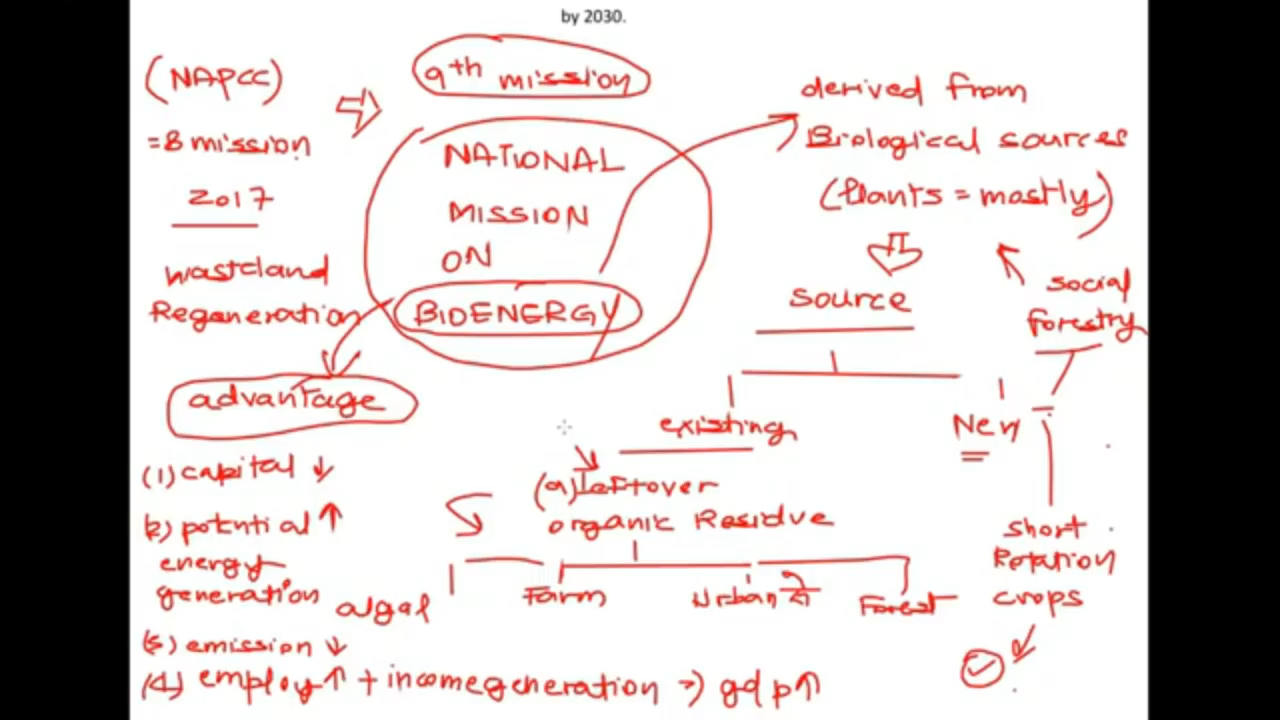 by 2030.
(NAPCC)
= 8 mission
2017
wasteland
Regeneration
9th mission
NATIONAL
MISSION
ON
BIOENERGY
derived from
Biological sources
(Plants = mostly)
source
social
forestry
existing
New
(a) Leftover
organic Residue
algal
Farm
Urban
Forest
short
Rotation
crops
advantage
(1) capital ↓
(2) potential ↑
energy
generation
(3) emission ↓
(4) employ ↑ + income generation => gdp ↑